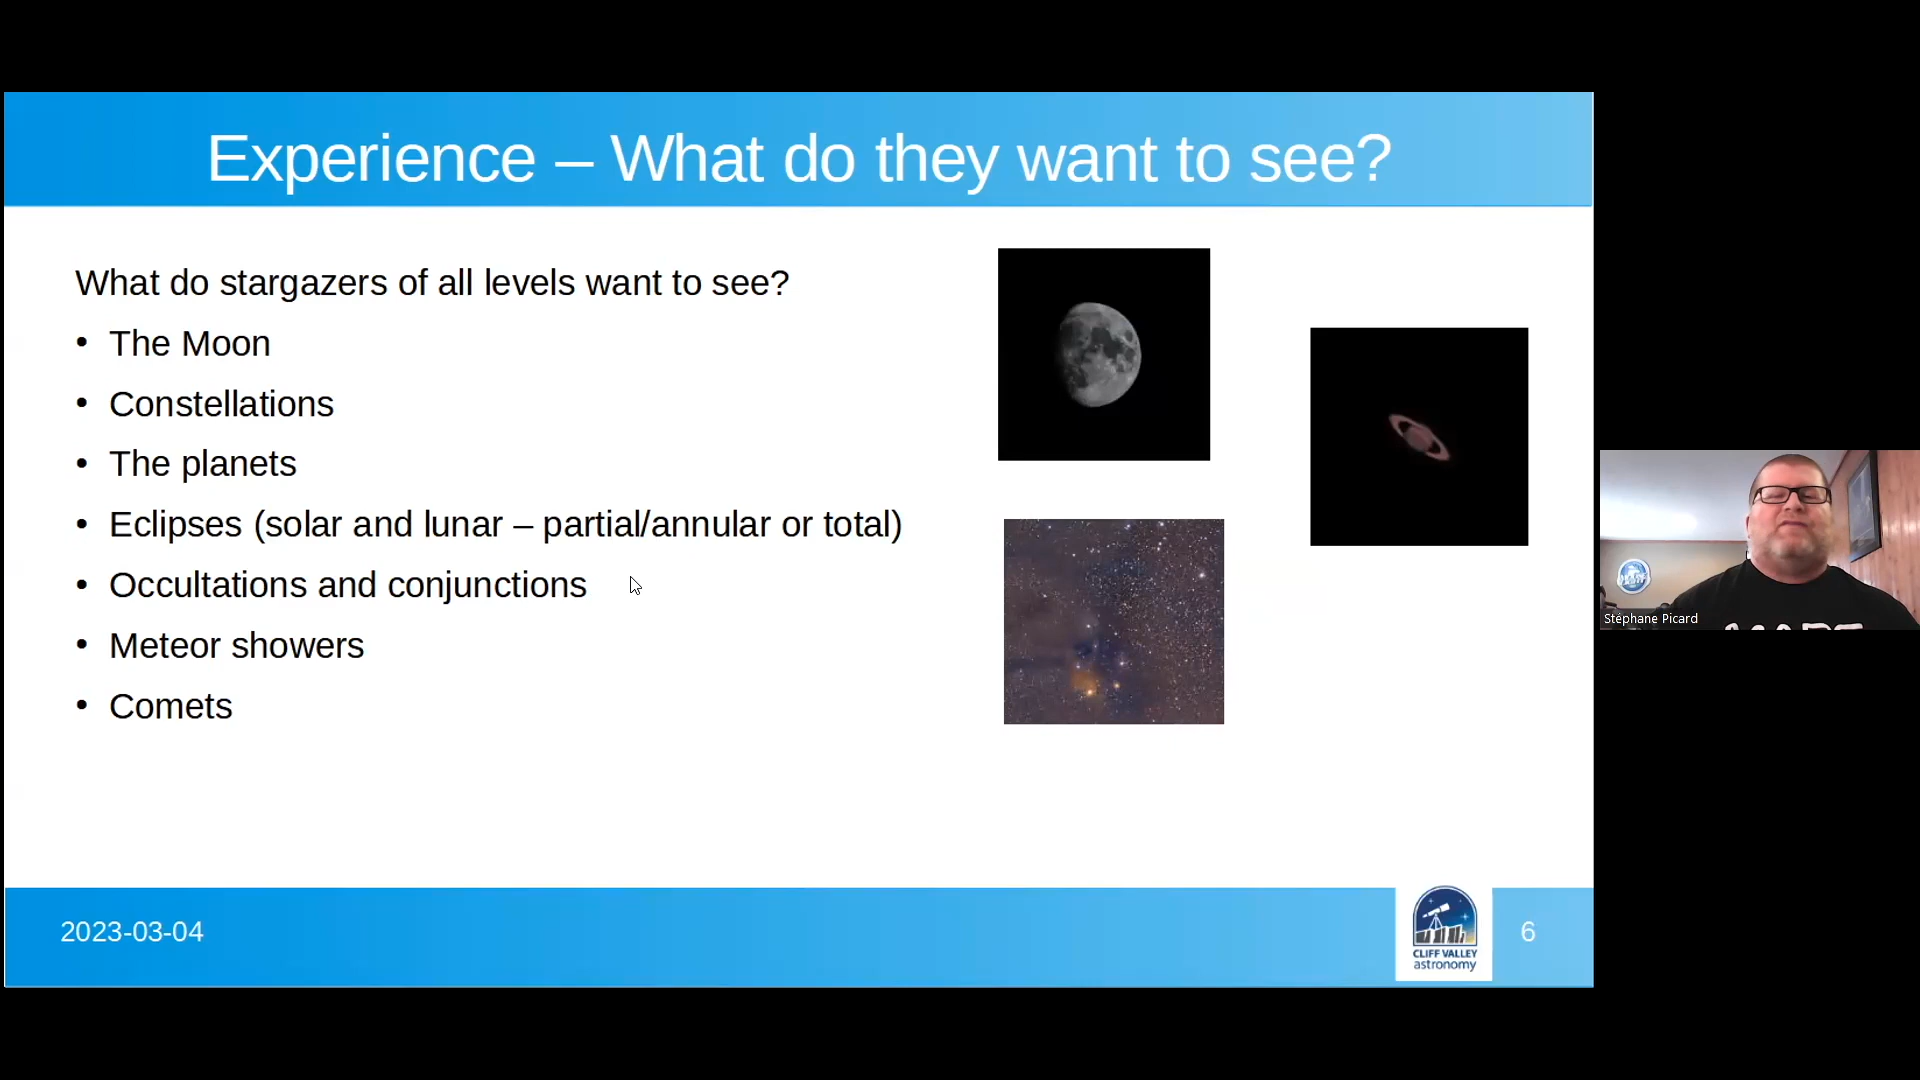 Experience – What do they want to see?
What do stargazers of all levels want to see?
• The Moon
• Constellations
• The planets
• Eclipses (solar and lunar – partial/annular or total)
• Occultations and conjunctions
• Meteor showers
• Comets
Stéphane Picard
2023-03-04
CLIFF VALLEY
astronomy
6